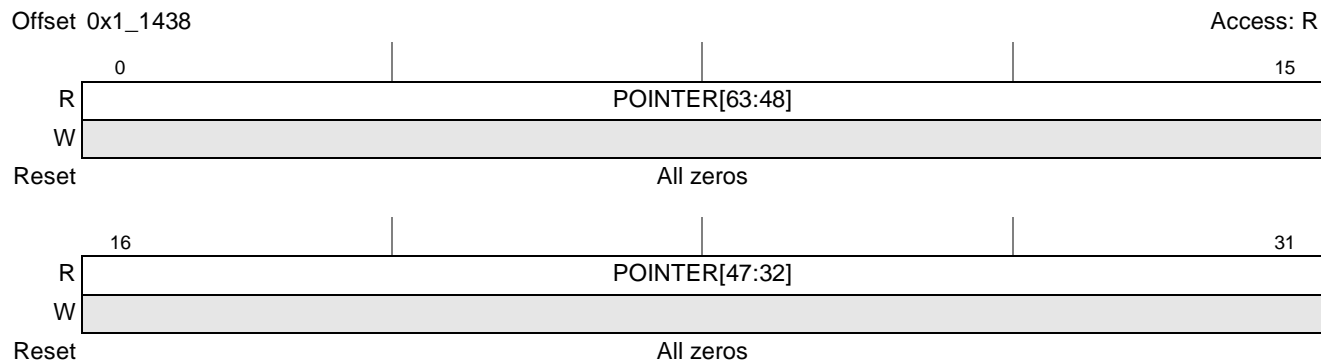 Offset 0x1_1438 Access: R
0 15
R POINTER[63:48]
W
Reset All zeros
16 31
R POINTER[47:32]
W
Reset All zeros